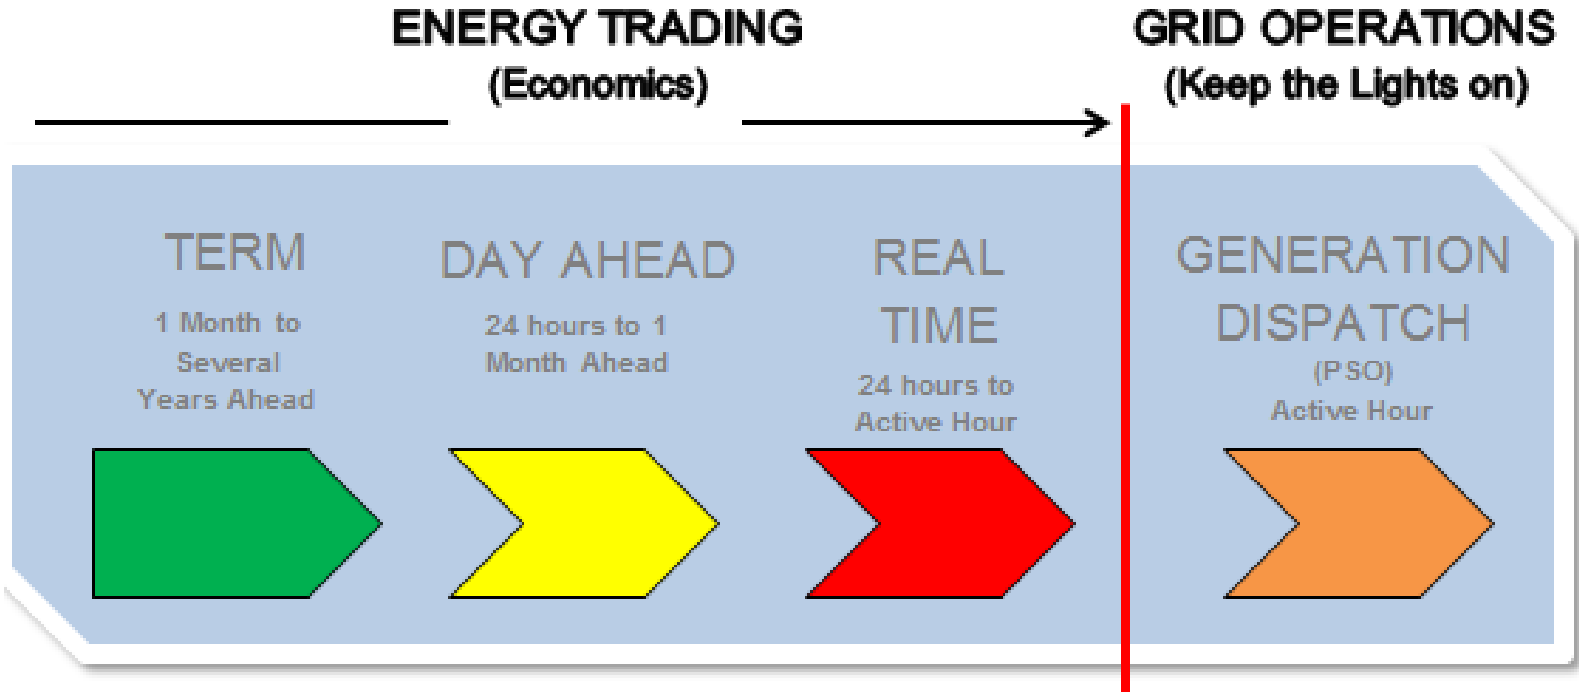 ENERGY TRADING
(Economics)
GRID OPERATIONS
(Keep the Lights on)
TERM
1 Month to
Several
Years Ahead
DAY AHEAD
24 hours to 1
Month Ahead
REAL
TIME
24 hours to
Active Hour
GENERATION
DISPATCH
(PSO)
Active Hour